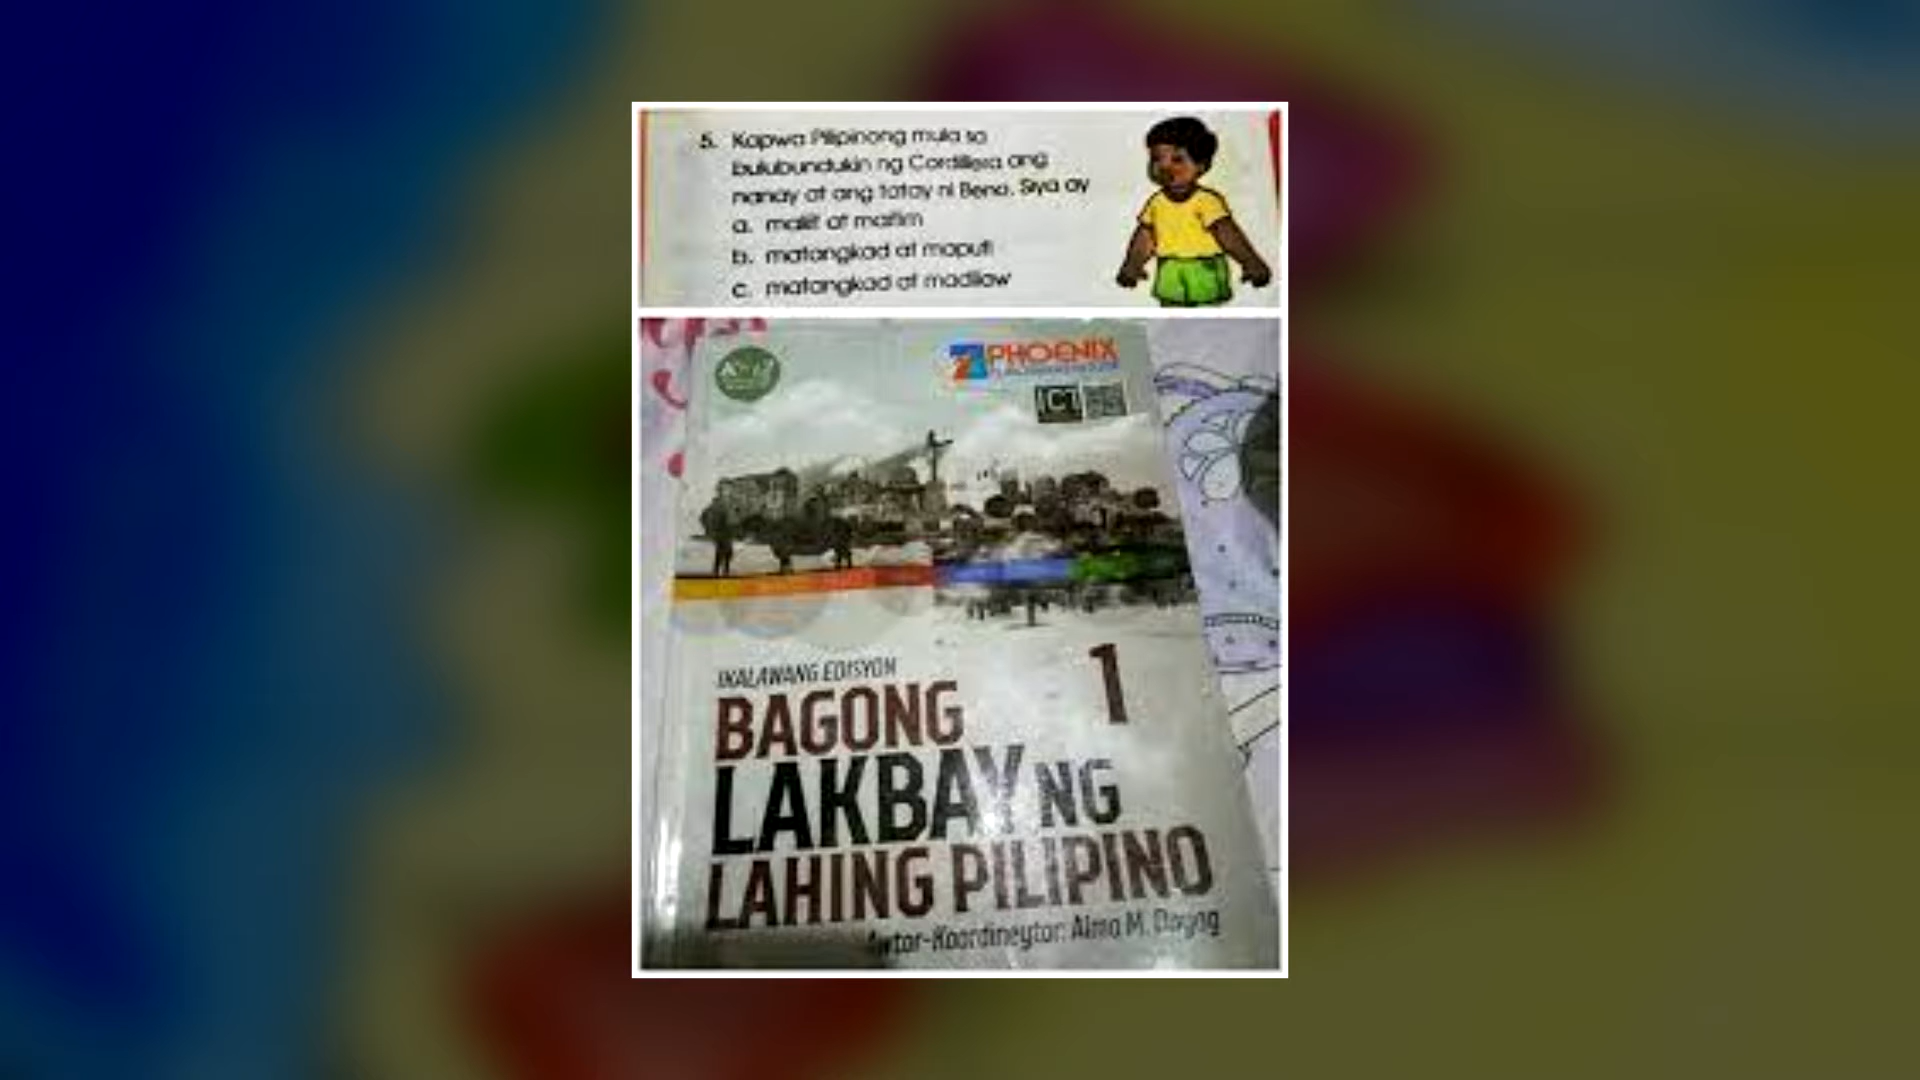 5. Kapwa Pilipinong mula sa
bulubundukin ng Cordillera ang
nanay at ang tatay ni Beno. Siya ay
a. maliit at maitim
b. matangkad at maputi
c. matangkad at madilaw
PHOENIX
ICT
IKALAWANG EDISYON
BAGONG 1
LAKBAY NG
LAHING PILIPINO
Awtor-Koordineytor: Alma M. Dayag